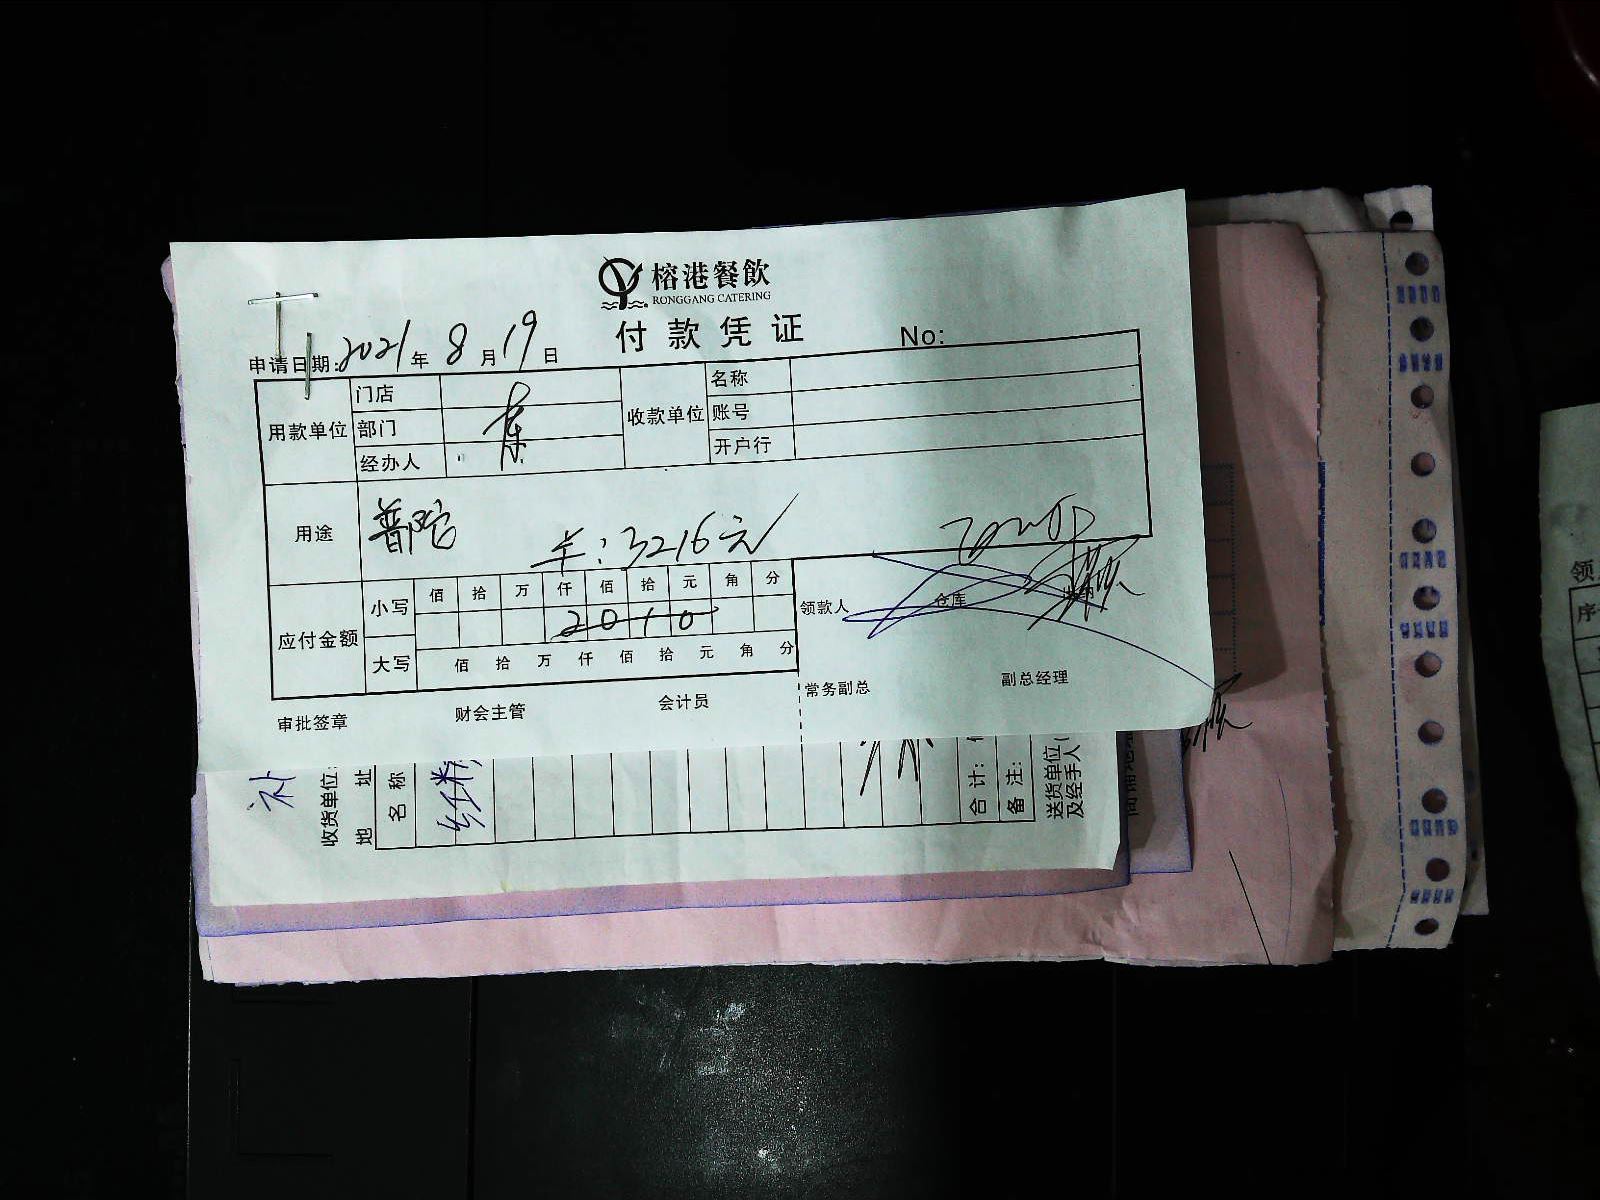 榕港餐飲
RONGGANG CATERING
付款凭证
No:
申请日期:2021年8月19日
用款单位 门店 收款单位 名称
部门 账号
经办人 开户行
用途 普陀
3216元
应付金额 小写 佰 拾 万 仟 佰 拾 元 角 分
2010
大写 佰 拾 万 仟 佰 拾 元 角 分
领款人 仓库
审批签章 财会主管 会计员 常务副总 副总经理
补
收货单位:
地 址
名 称
合 计:
备 注:
送货单位
及经手人
领
序